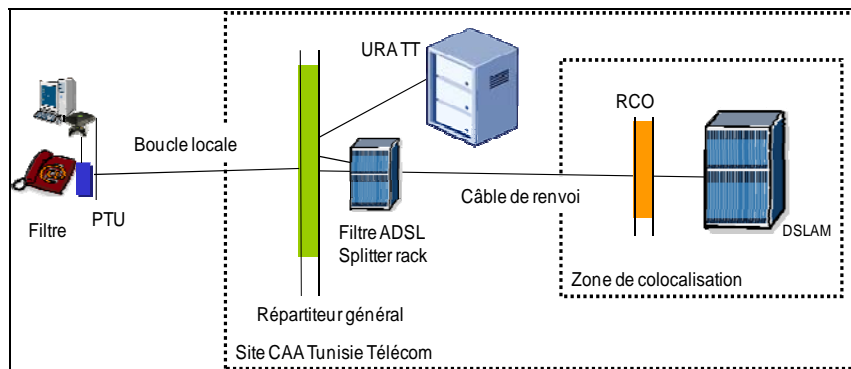 URA TT
RCO
Boucle locale
Câble de renvoi
PTU
Filtre
Filtre ADSL
Splitter rack
DSLAM
Zone de colocalisation
Répartiteur général
Site CAA Tunisie Télécom